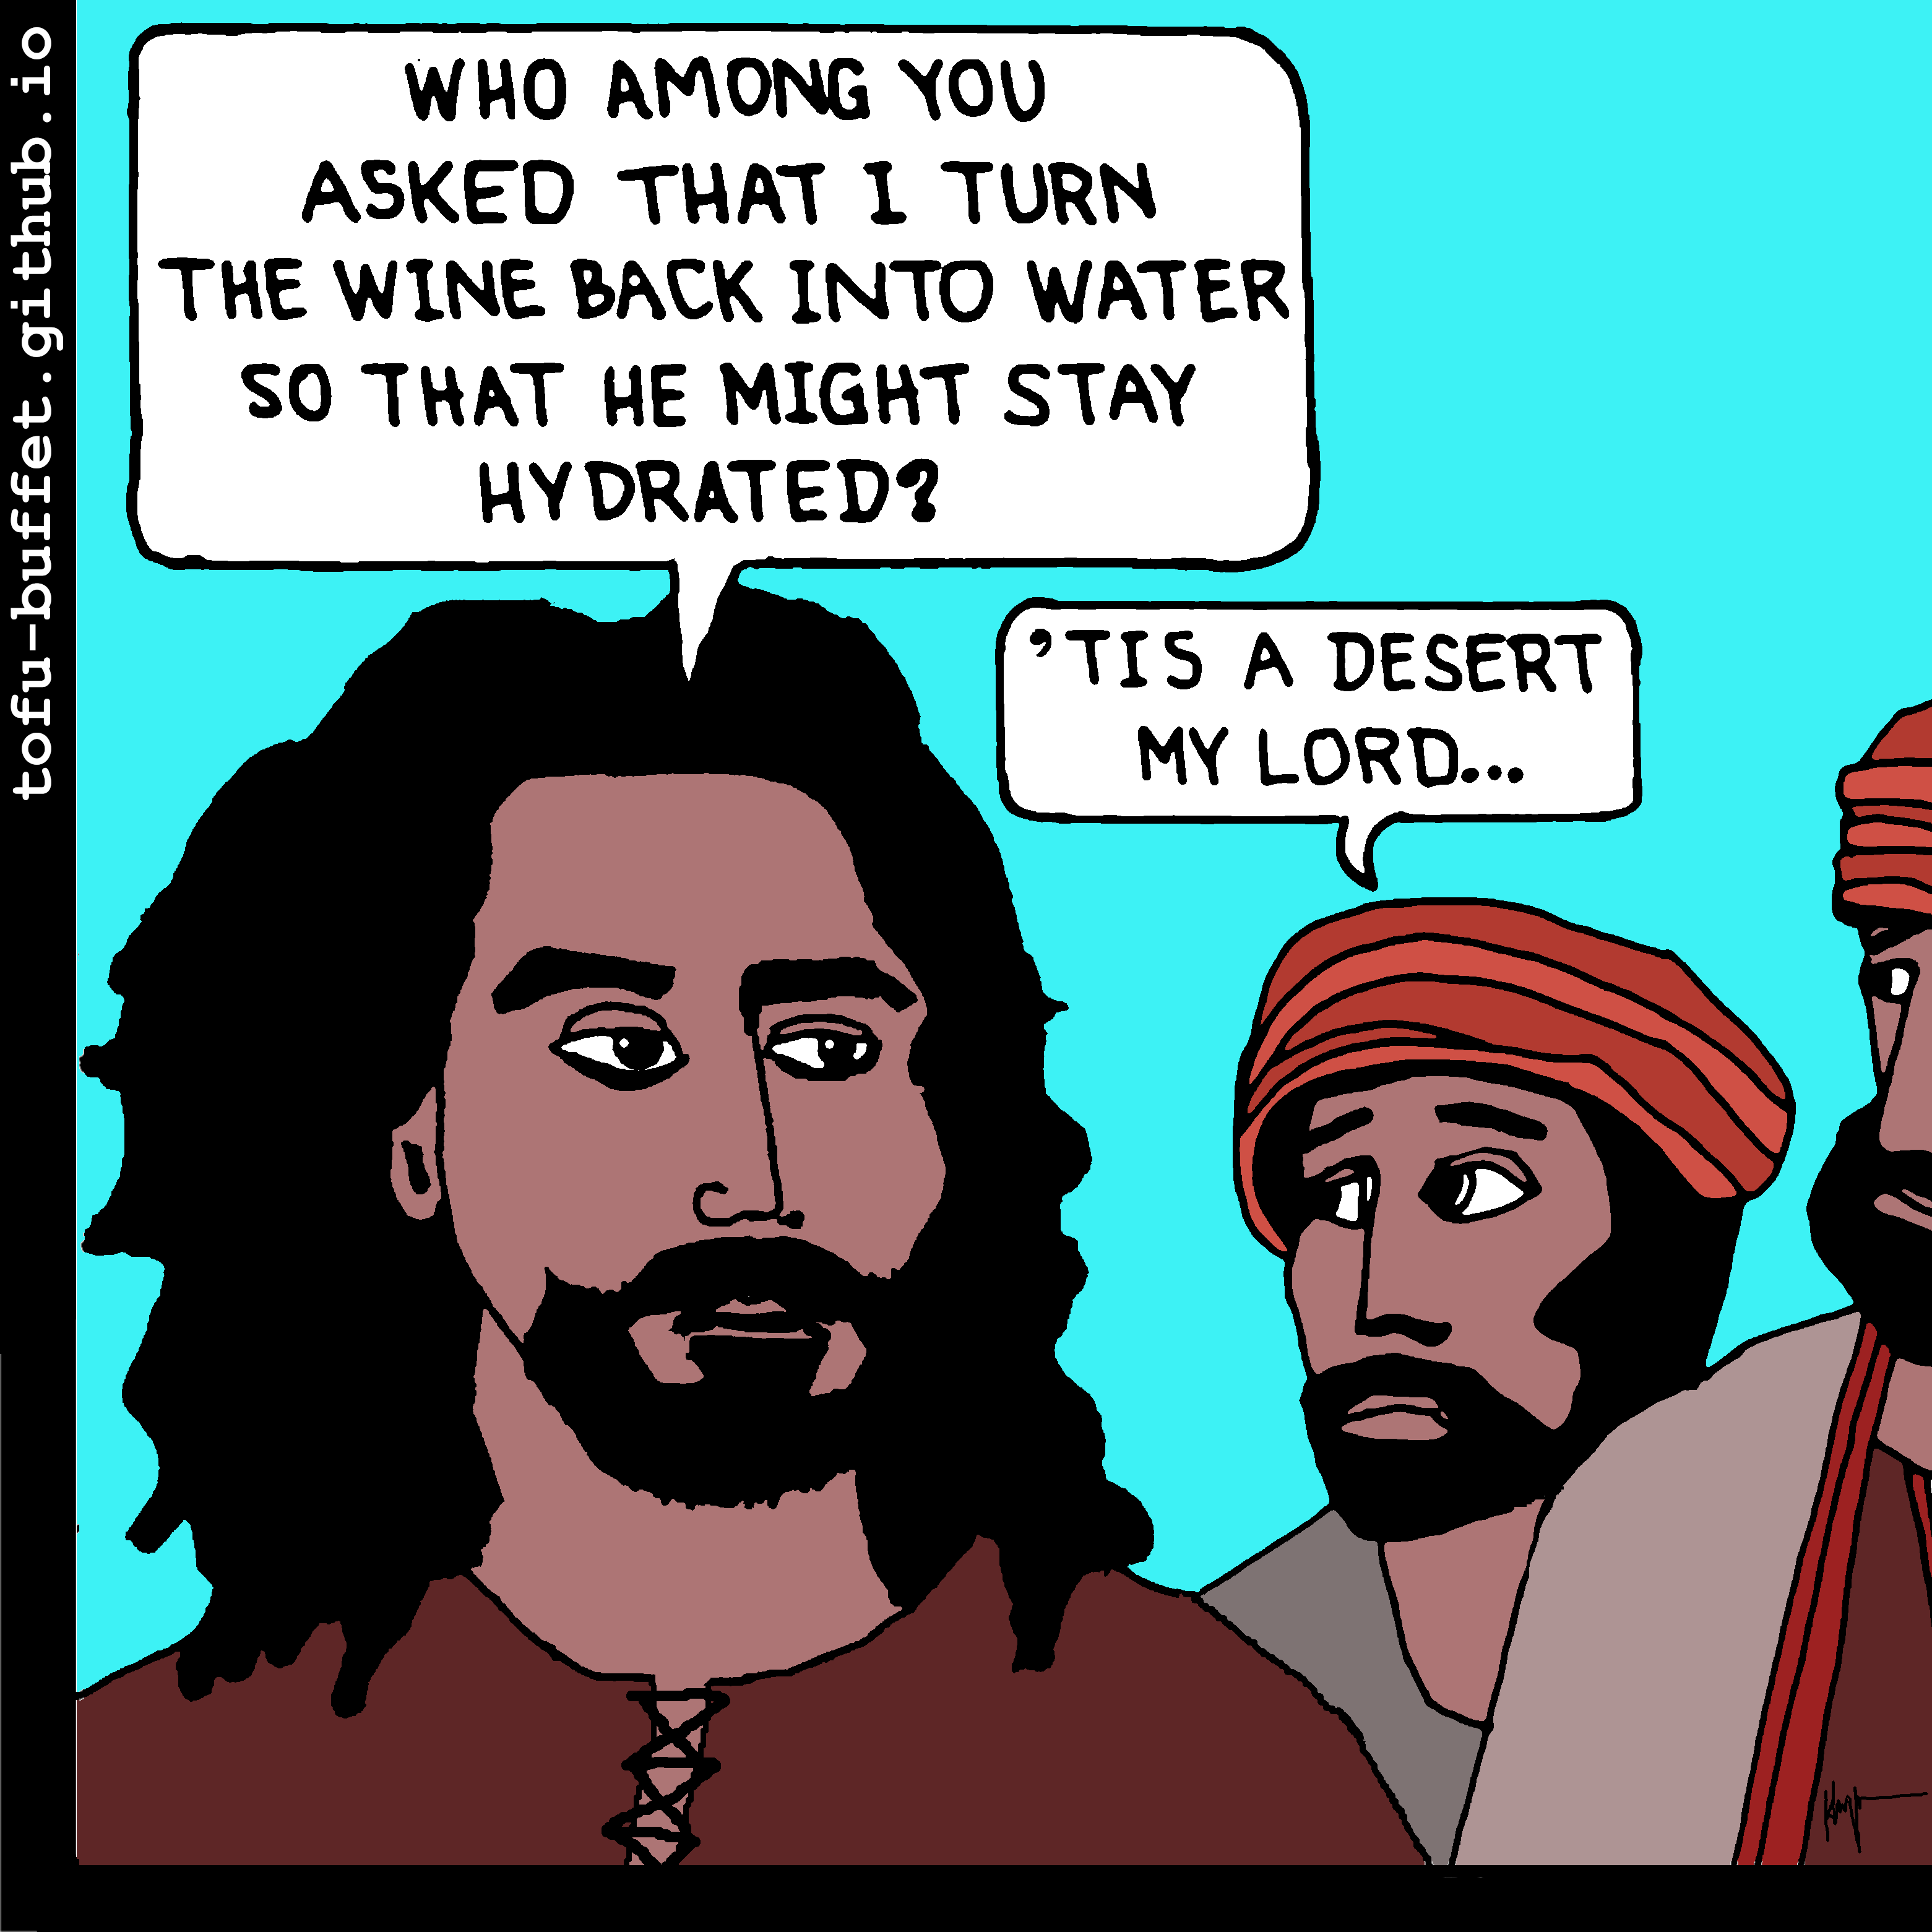 WHO AMONG YOU
ASKED THAT I TURN
THE WINE BACK INTO WATER
SO THAT HE MIGHT STAY
HYDRATED?
'TIS A DESERT
MY LORD...
tofu-buffet.github.io